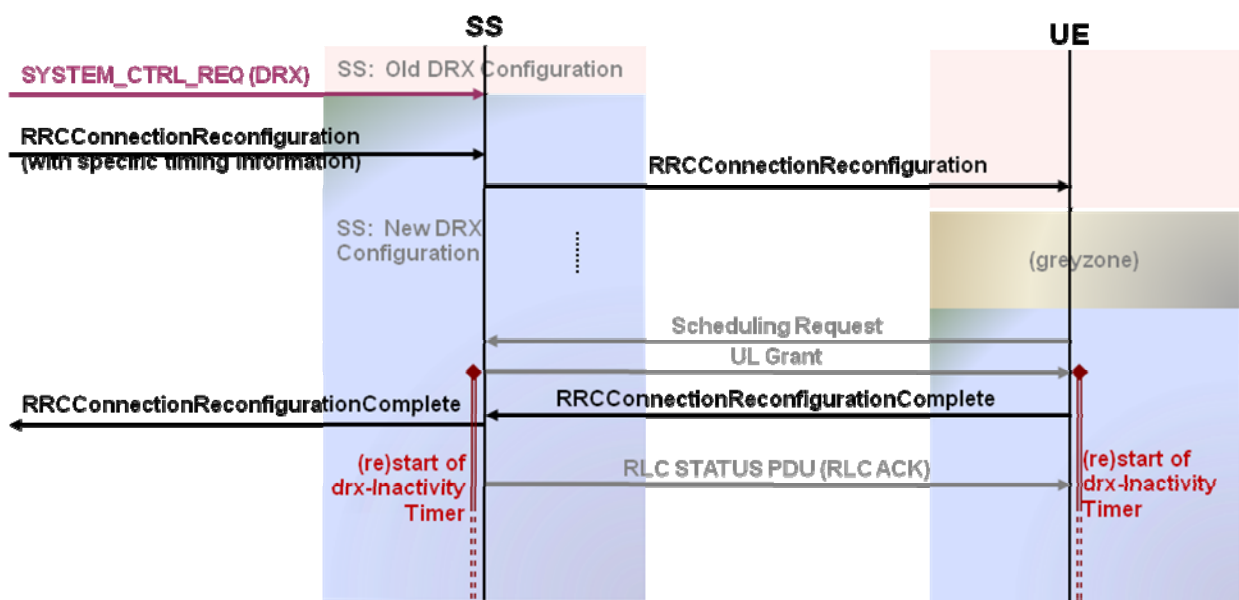 SS
UE
SYSTEM_CTRL_REQ (DRX)
SS: Old DRX Configuration
RRCConnectionReconfiguration
(with specific timing information)
RRCConnectionReconfiguration
SS: New DRX
Configuration
(greyzone)
Scheduling Request
UL Grant
RRCConnectionReconfigurationComplete
RRCConnectionReconfigurationComplete
(re)start of
drx-Inactivity
Timer
RLC STATUS PDU (RLC ACK)
(re)start of
drx-Inactivity
Timer